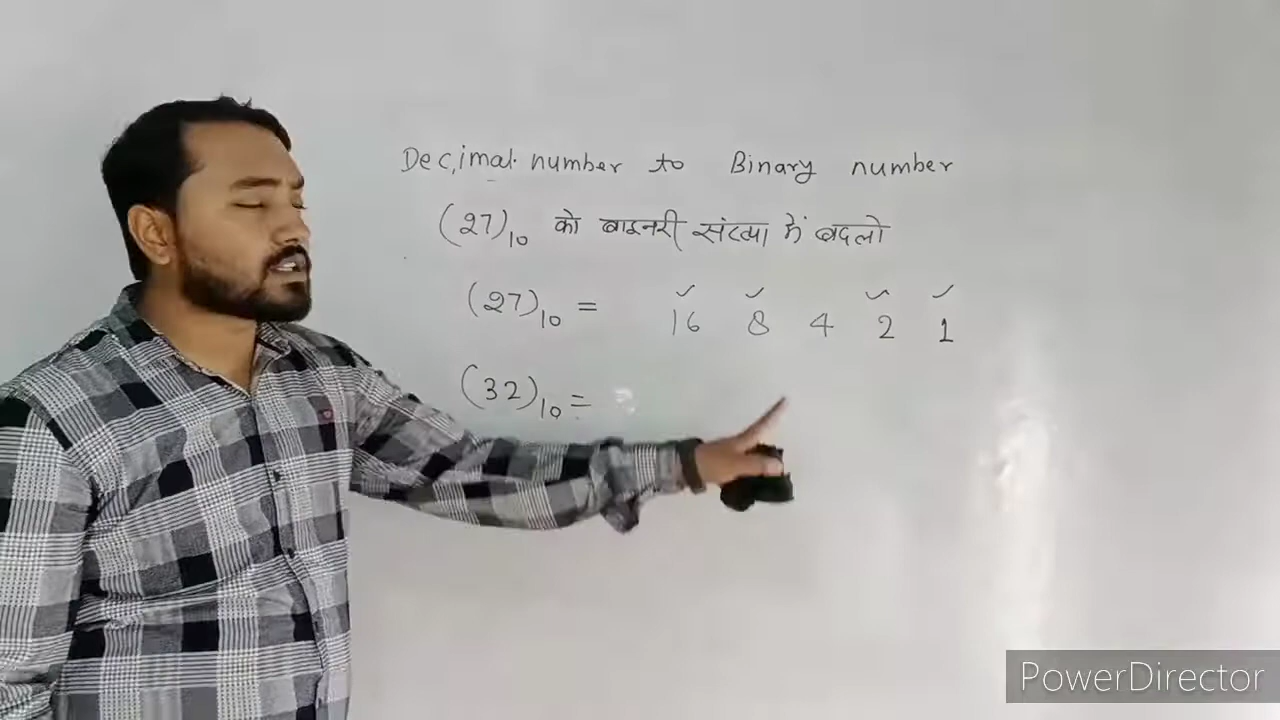 Decimal number to Binary number
(27)10 को बाइनरी संख्या में बदलो
(27)10 = 16 8 4 2 1
(32)10 =
PowerDirector